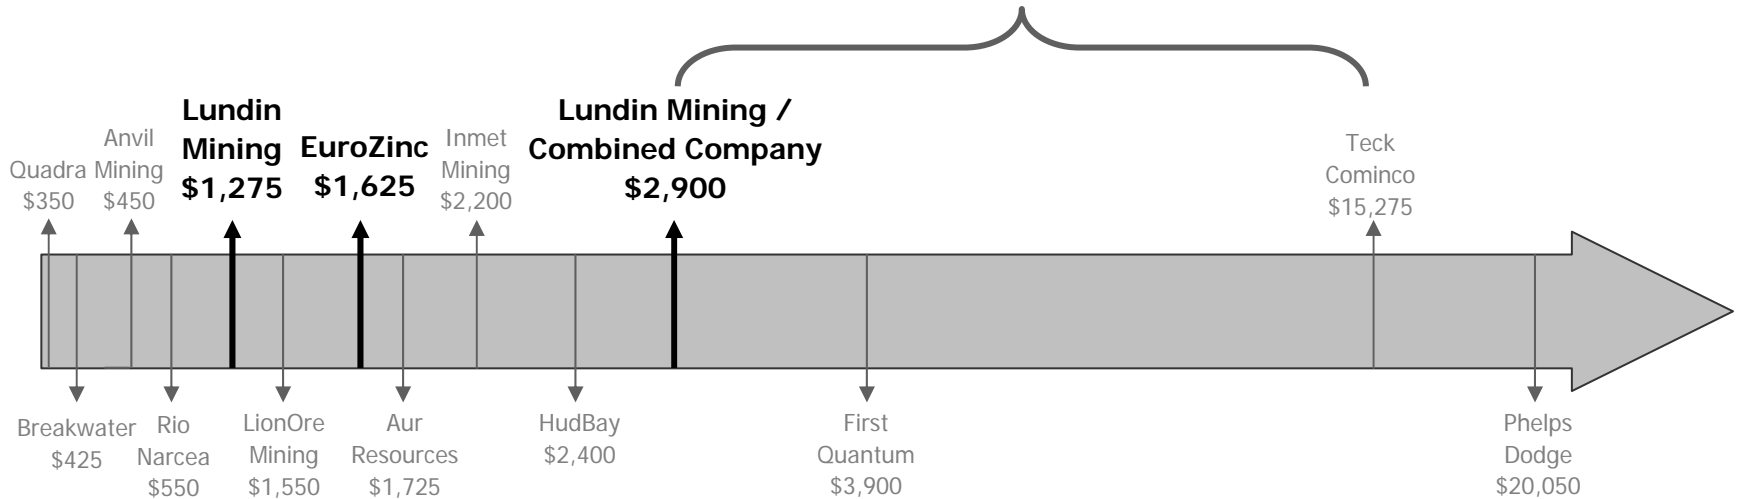 Quadra
$350
Anvil
Mining
$450
Lundin
Mining
$1,275
EuroZinc
$1,625
Inmet
Mining
$2,200
Lundin Mining /
Combined Company
$2,900
Teck
Cominco
$15,275
Breakwater
$425
Rio
Narcea
$550
LionOre
Mining
$1,550
Aur
Resources
$1,725
HudBay
$2,400
First
Quantum
$3,900
Phelps
Dodge
$20,050